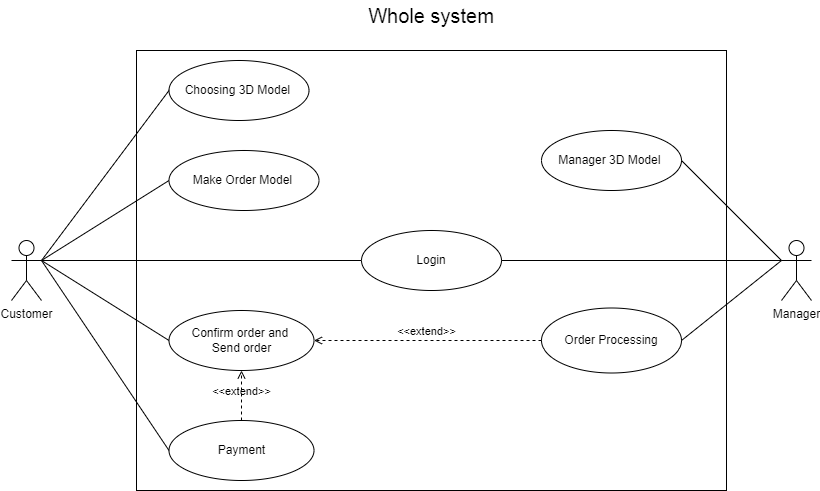 Whole system
Choosing 3D Model
Manager 3D Model
Make Order Model
Login
Customer
Manager
Confirm order and
Send order
<<extend>>
Order Processing
<<extend>>
Payment